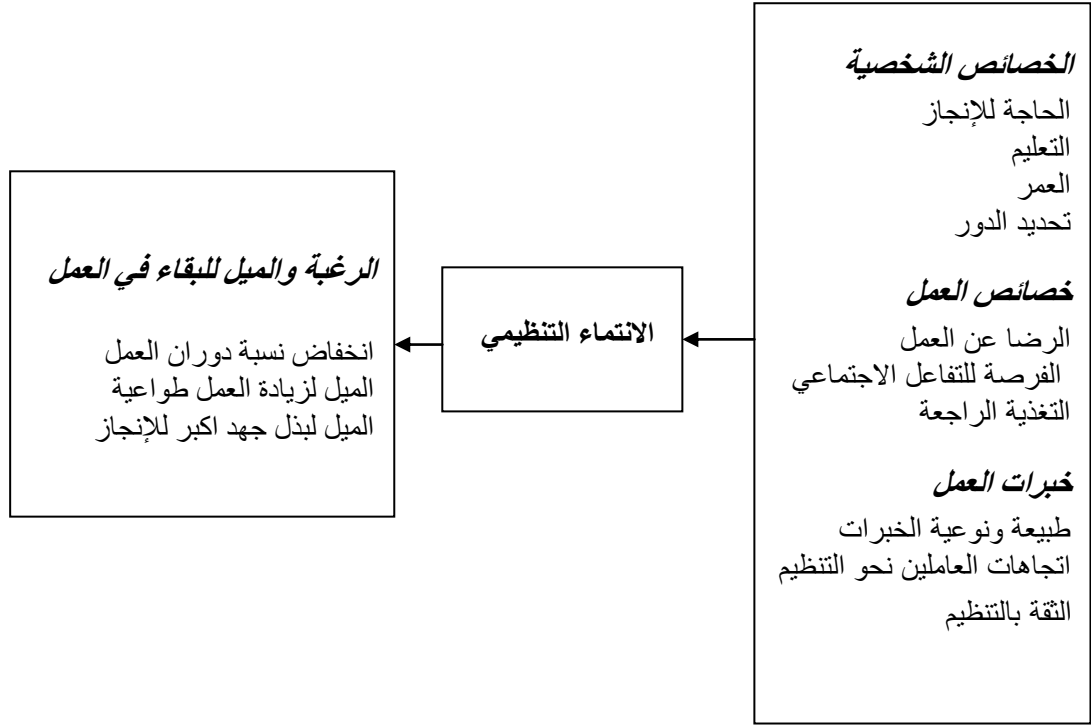 الخصائص الشخصية
الحاجة للإنجاز
التعليم
العمر
تحديد الدور
خصائص العمل
الرضا عن العمل
الفرصة للتفاعل الاجتماعي
التغذية الراجعة
خبرات العمل
طبيعة ونوعية الخبرات
اتجاهات العاملين نحو التنظيم
الثقة بالتنظيم
الانتماء التنظيمي
الرغبة والميل للبقاء في العمل
انخفاض نسبة دوران العمل
الميل لزيادة العمل طواعية
الميل لبذل جهد اكبر للإنجاز